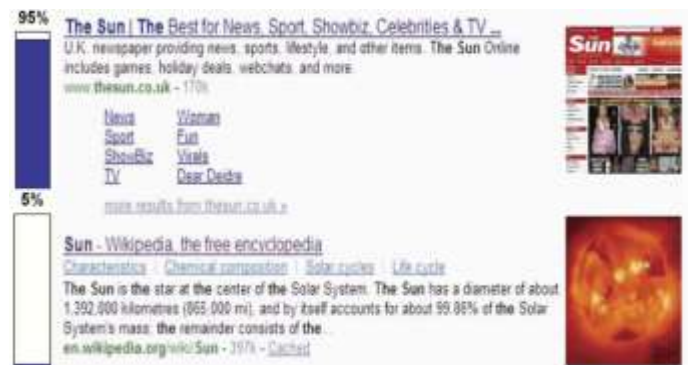 95%
The Sun | The Best for News, Sport, Showbiz, Celebrities & TV ...
U.K. newspaper providing news, sports, lifestyle, and other items. The Sun Online
includes games, holiday deals, webchats, and more.
www.thesun.co.uk - 170k
News Woman
Sport Fun
ShowBiz Virals
TV Dear Deidre
more results from thesun.co.uk »
Sun
5%
Sun - Wikipedia, the free encyclopedia
Characteristics | Chemical composition | Solar cycles | Life cycle
The Sun is the star at the center of the Solar System. The Sun has a diameter of about
1,392,000 kilometres (865,000 mi), and by itself accounts for about 99.86% of the Solar
System's mass; the remainder consists of the...
en.wikipedia.org/wiki/Sun - 397k - Cached